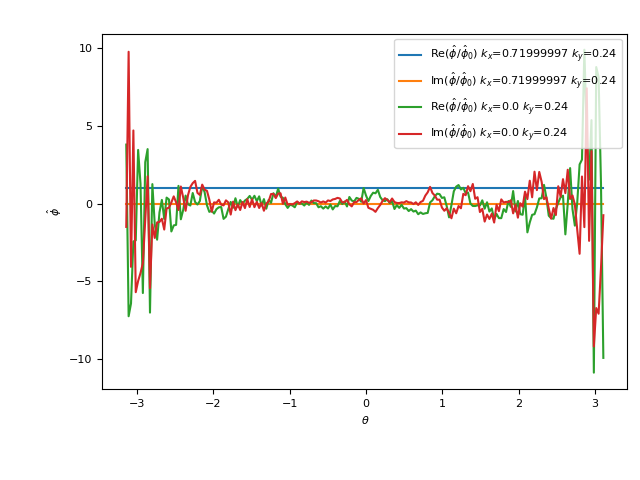 10
5
0
−5
−10
ϕ̂
Re(ϕ̂/ϕ̂₀) kₓ=0.71999997 k_y=0.24
Im(ϕ̂/ϕ̂₀) kₓ=0.71999997 k_y=0.24
Re(ϕ̂/ϕ̂₀) kₓ=0.0 k_y=0.24
Im(ϕ̂/ϕ̂₀) kₓ=0.0 k_y=0.24
−3 −2 −1 0 1 2 3
θ